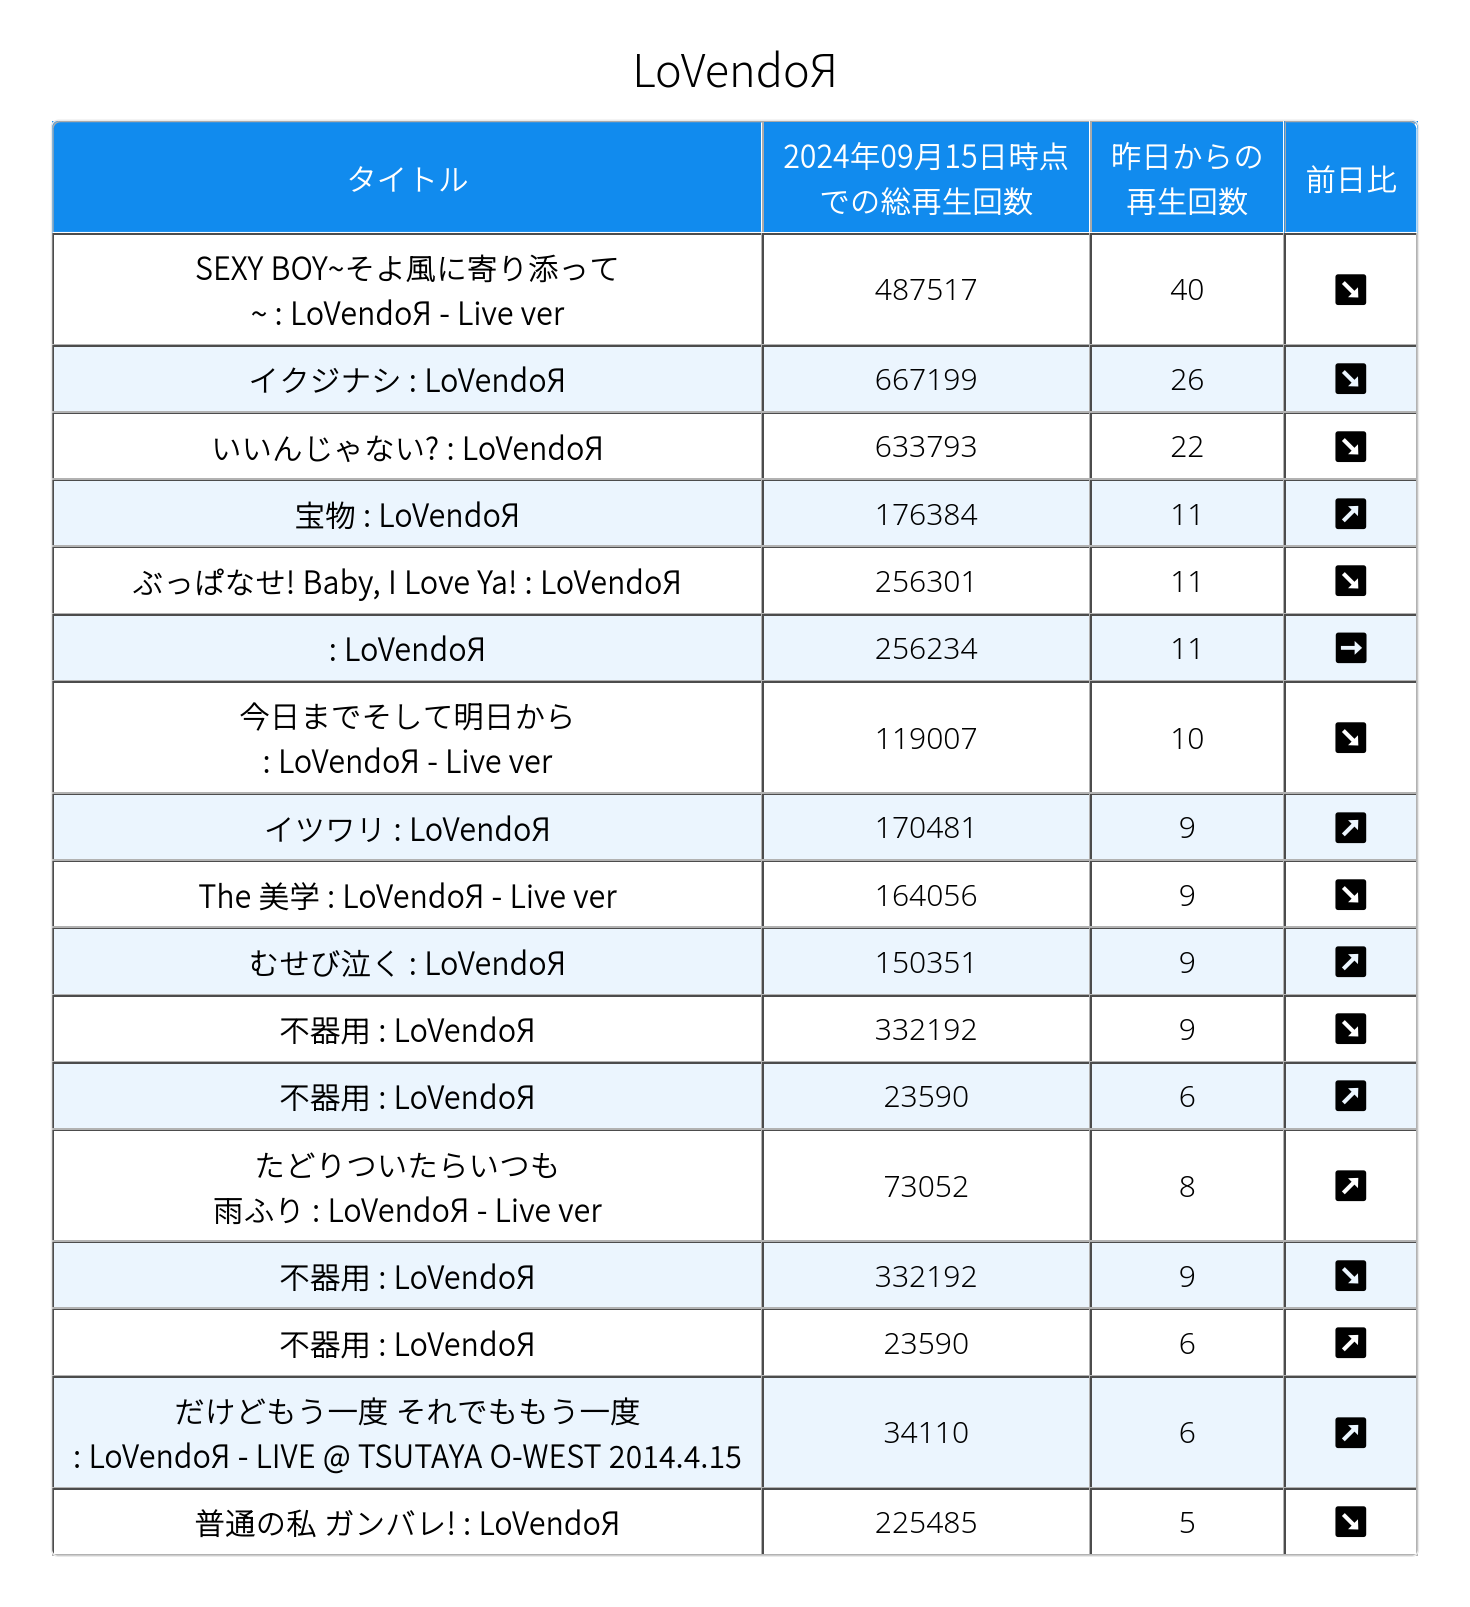 LoVendoЯ
タイトル
2024年09月15日時点
での総再生回数
昨日からの
再生回数
前日比
SEXY BOY~そよ風に寄り添って
~ : LoVendoЯ - Live ver
487517
40
イクジナシ : LoVendoЯ
667199
26
いいんじゃない? : LoVendoЯ
633793
22
宝物 : LoVendoЯ
176384
11
ぶっぱなせ! Baby, I Love Ya! : LoVendoЯ
256301
11
: LoVendoЯ
256234
11
今日までそして明日から
: LoVendoЯ - Live ver
119007
10
イツワリ : LoVendoЯ
170481
9
The 美学 : LoVendoЯ - Live ver
164056
9
むせび泣く : LoVendoЯ
150351
9
不器用 : LoVendoЯ
332192
9
不器用 : LoVendoЯ
23590
6
たどりついたらいつも
雨ふり : LoVendoЯ - Live ver
73052
8
不器用 : LoVendoЯ
332192
9
不器用 : LoVendoЯ
23590
6
だけどもう一度 それでももう一度
: LoVendoЯ - LIVE @ TSUTAYA O-WEST 2014.4.15
34110
6
普通の私 ガンバレ! : LoVendoЯ
225485
5